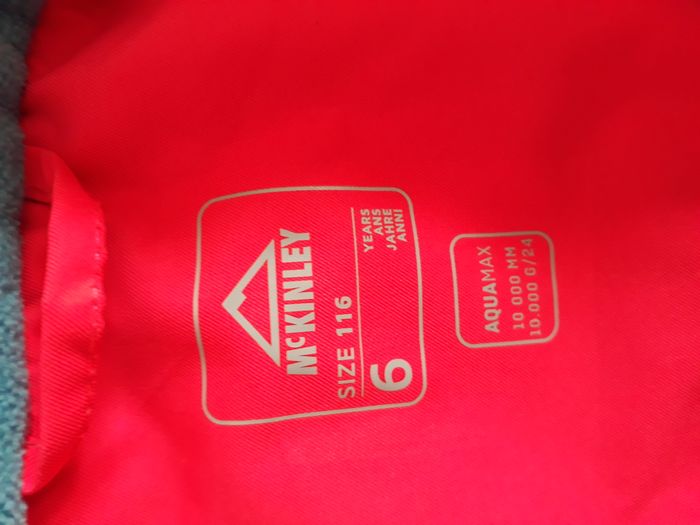 McKINLEY
SIZE 116
6
YEARS
ANS
JAHRE
ANNI
AQUAMAX
10 000 MM
10.000 G/24